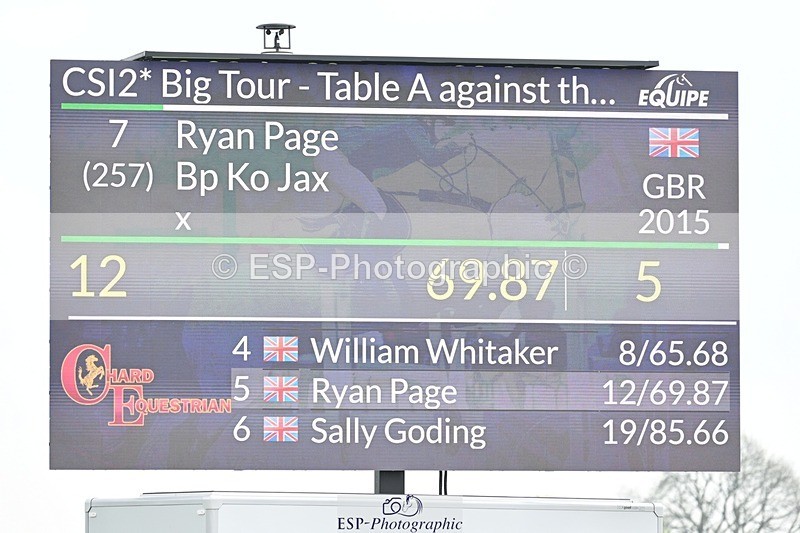 CSI2* Big Tour - Table A against th...
EQUIPE
7 Ryan Page
(257) Bp Ko Jax GBR
x 2015
12 69.87 5
© ESP-Photographic ©
4 William Whitaker 8/65.68
5 Ryan Page 12/69.87
6 Sally Goding 19/85.66
CHARD
EQUESTRIAN
ESP-Photographic